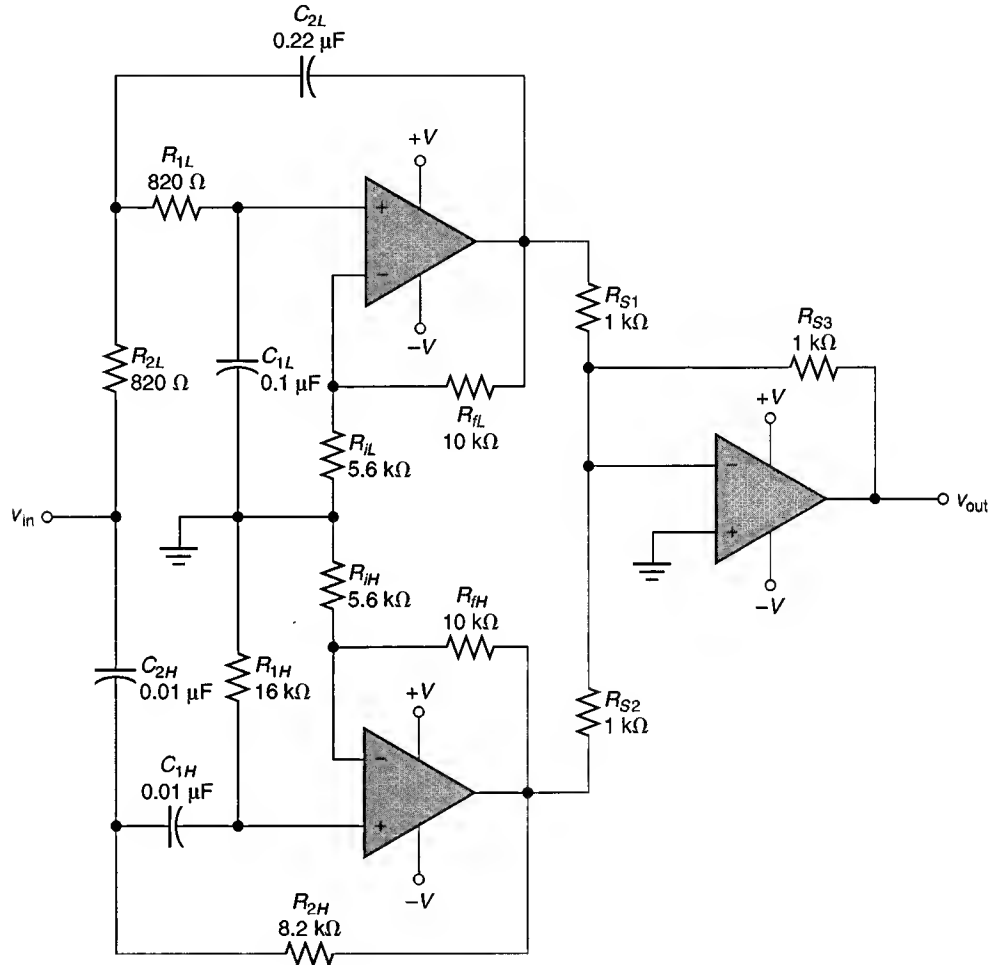 C2L
0.22 µF
+V
R1L
820 Ω
+
−
−V
RS1
1 kΩ
RS3
1 kΩ
R2L
820 Ω
C1L
0.1 µF
RfL
10 kΩ
+V
RiL
5.6 kΩ
−
+
vin
vout
−V
RiH
5.6 kΩ
RfH
10 kΩ
C2H
0.01 µF
R1H
16 kΩ
+V
RS2
1 kΩ
C1H
0.01 µF
−
+
−V
R2H
8.2 kΩ